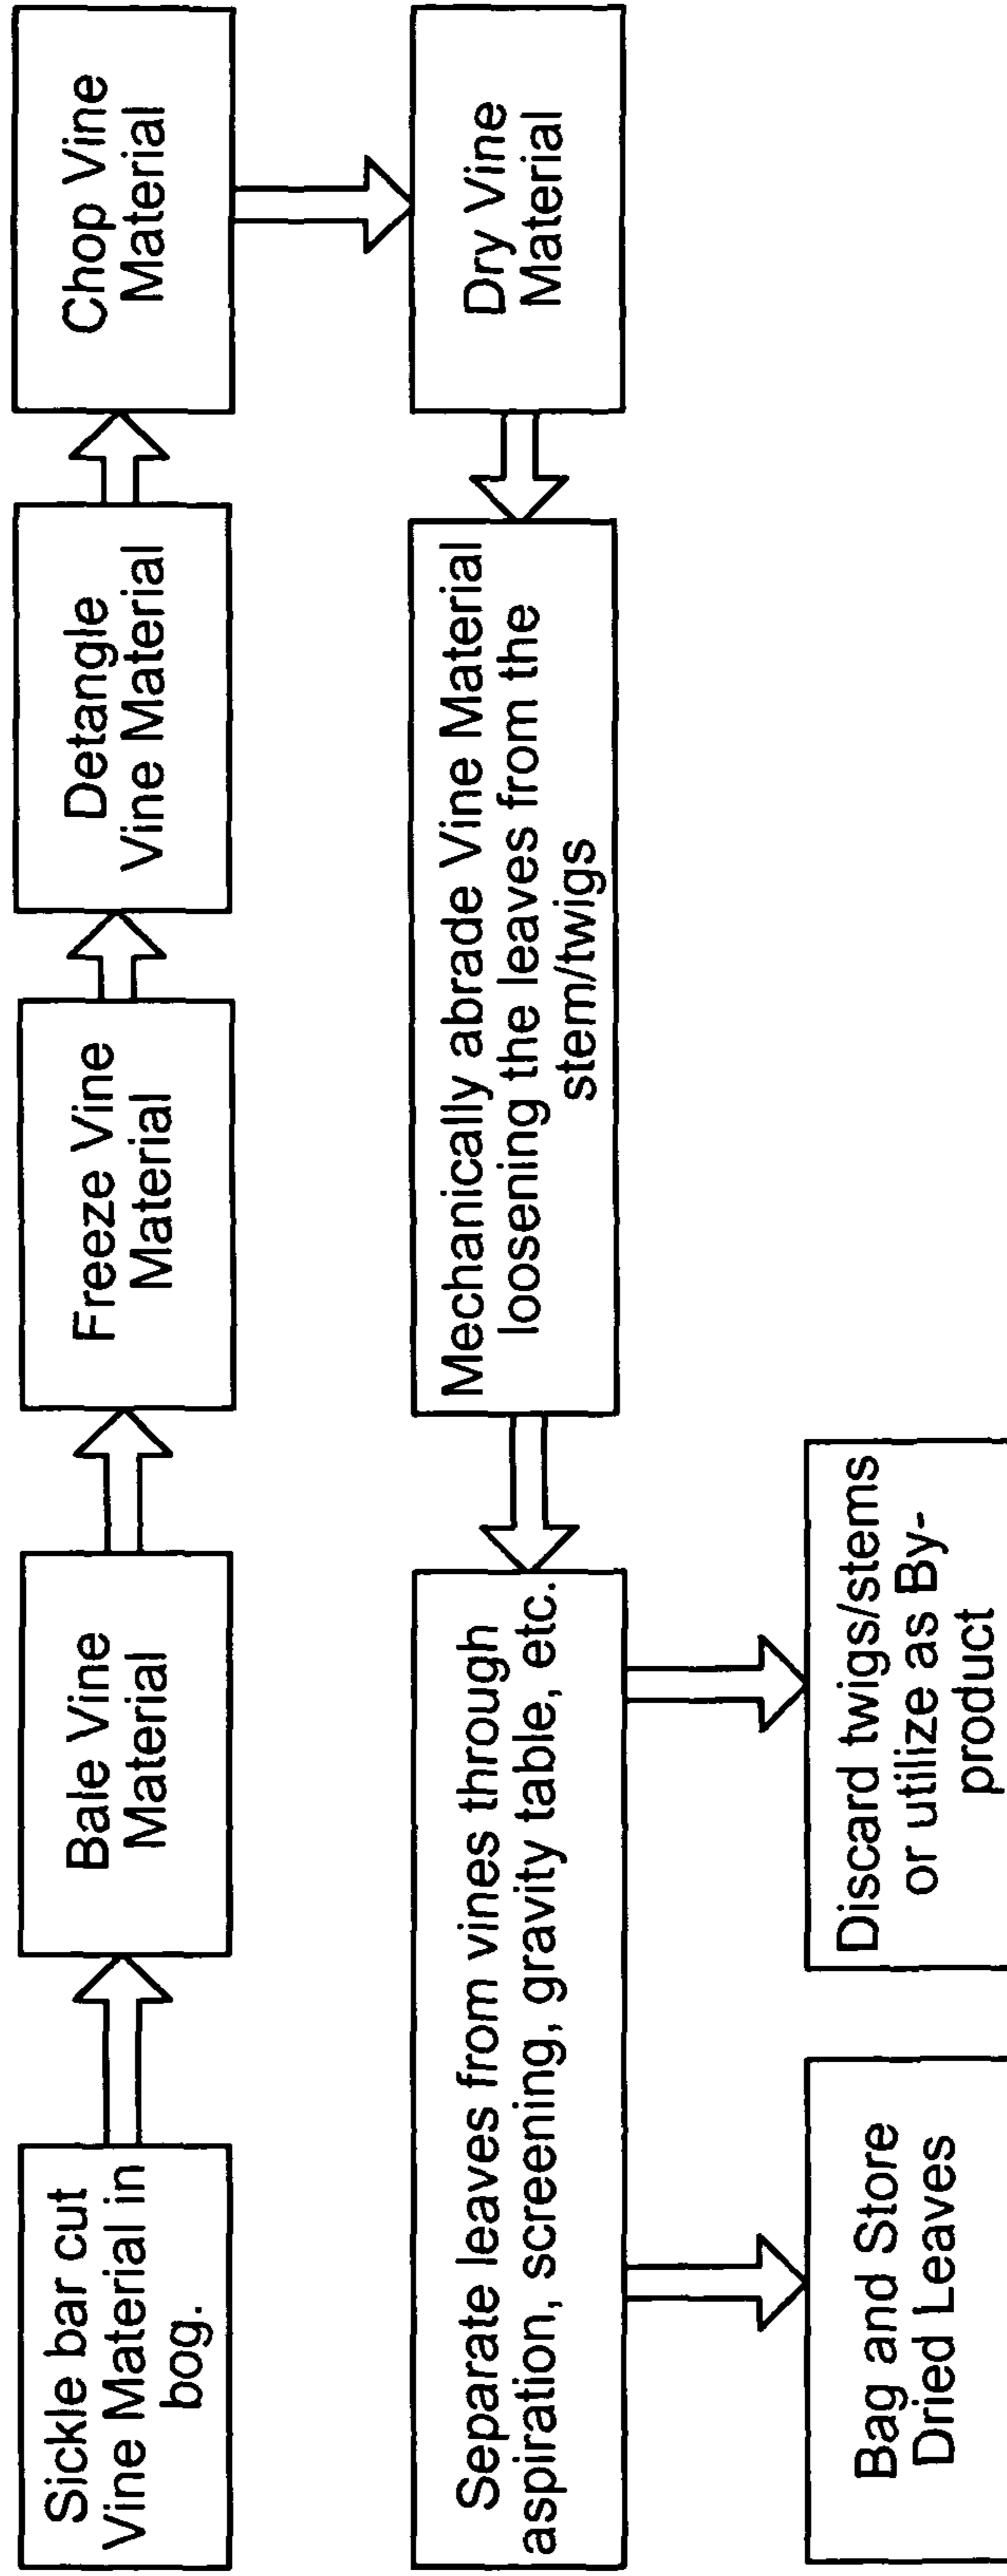 Sickle bar cut
Vine Material in
bog.
Bale Vine
Material
Freeze Vine
Material
Detangle
Vine Material
Chop Vine
Material
Dry Vine
Material
Mechanically abrade Vine Material
loosening the leaves from the
stem/twigs
Separate leaves from vines through
aspiration, screening, gravity table, etc.
Bag and Store
Dried Leaves
Discard twigs/stems
or utilize as By-
product